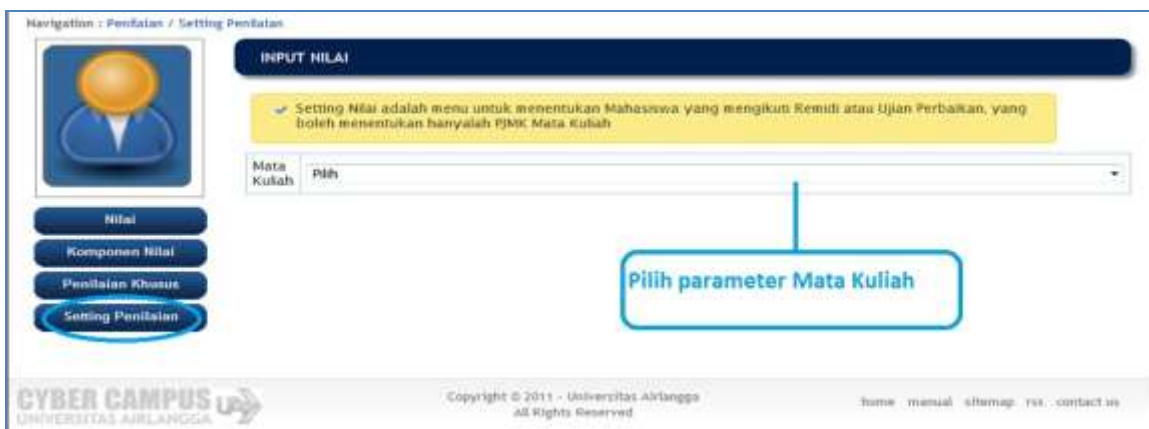 Navigation : Penilaian / Setting Penilaian
INPUT NILAI
Setting Nilai adalah menu untuk menentukan Mahasiswa yang mengikuti Remidi atau Ujian Perbaikan, yang
boleh menentukan hanyalah PJMK Mata Kuliah
Mata
Kuliah
Pilih
Nilai
Komponen Nilai
Penilaian Khusus
Setting Penilaian
Pilih parameter Mata Kuliah
CYBER CAMPUS
UNIVERSITAS AIRLANGGA
Copyright © 2011 - Universitas Airlangga
All Rights Reserved
home manual sitemap rss contact us